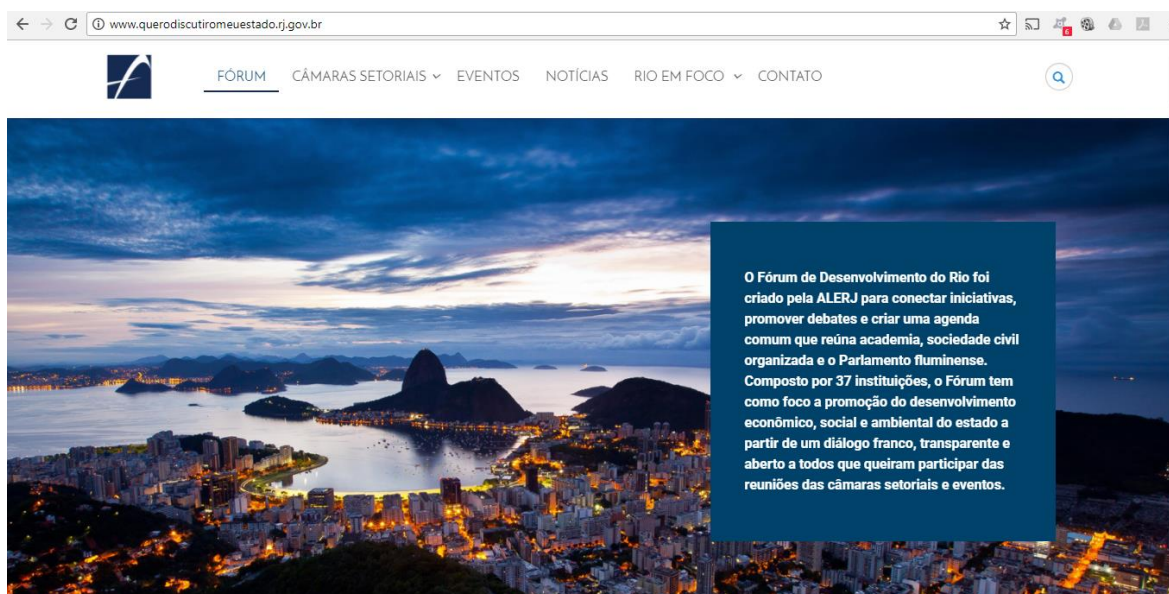 www.querodiscutiromeuestado.rj.gov.br
6
FÓRUM CÂMARAS SETORIAIS EVENTOS NOTÍCIAS RIO EM FOCO CONTATO
O Fórum de Desenvolvimento do Rio foi
criado pela ALERJ para conectar iniciativas,
promover debates e criar uma agenda
comum que reúna academia, sociedade civil
organizada e o Parlamento fluminense.
Composto por 37 instituições, o Fórum tem
como foco a promoção do desenvolvimento
econômico, social e ambiental do estado a
partir de um diálogo franco, transparente e
aberto a todos que queiram participar das
reuniões das câmaras setoriais e eventos.